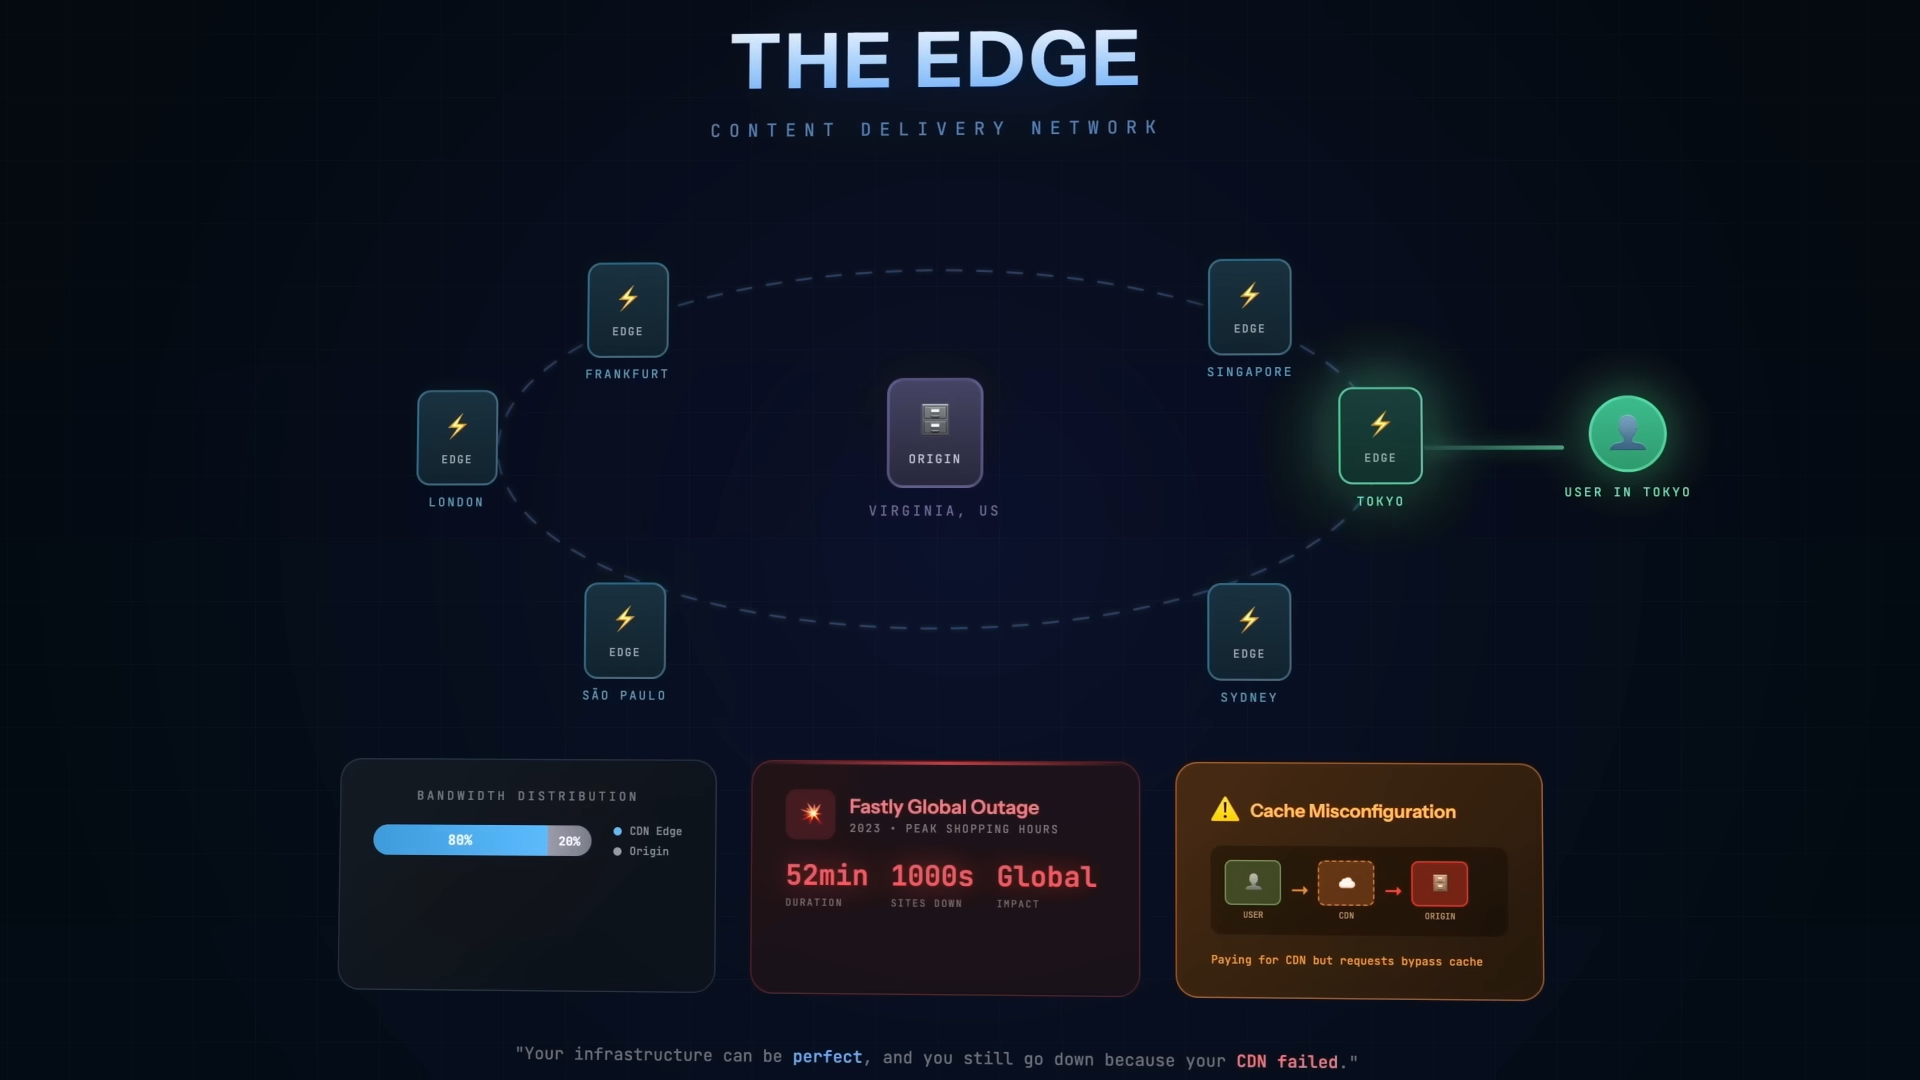 THE EDGE
CONTENT DELIVERY NETWORK
EDGE
FRANKFURT
EDGE
SINGAPORE
EDGE
LONDON
ORIGIN
VIRGINIA, US
EDGE
TOKYO
USER IN TOKYO
EDGE
SÃO PAULO
EDGE
SYDNEY
BANDWIDTH DISTRIBUTION
80%
20%
CDN Edge
Origin
Fastly Global Outage
2023 • PEAK SHOPPING HOURS
52min
DURATION
1000s
SITES DOWN
Global
IMPACT
Cache Misconfiguration
USER
CDN
ORIGIN
Paying for CDN but requests bypass cache
"Your infrastructure can be perfect, and you still go down because your CDN failed."